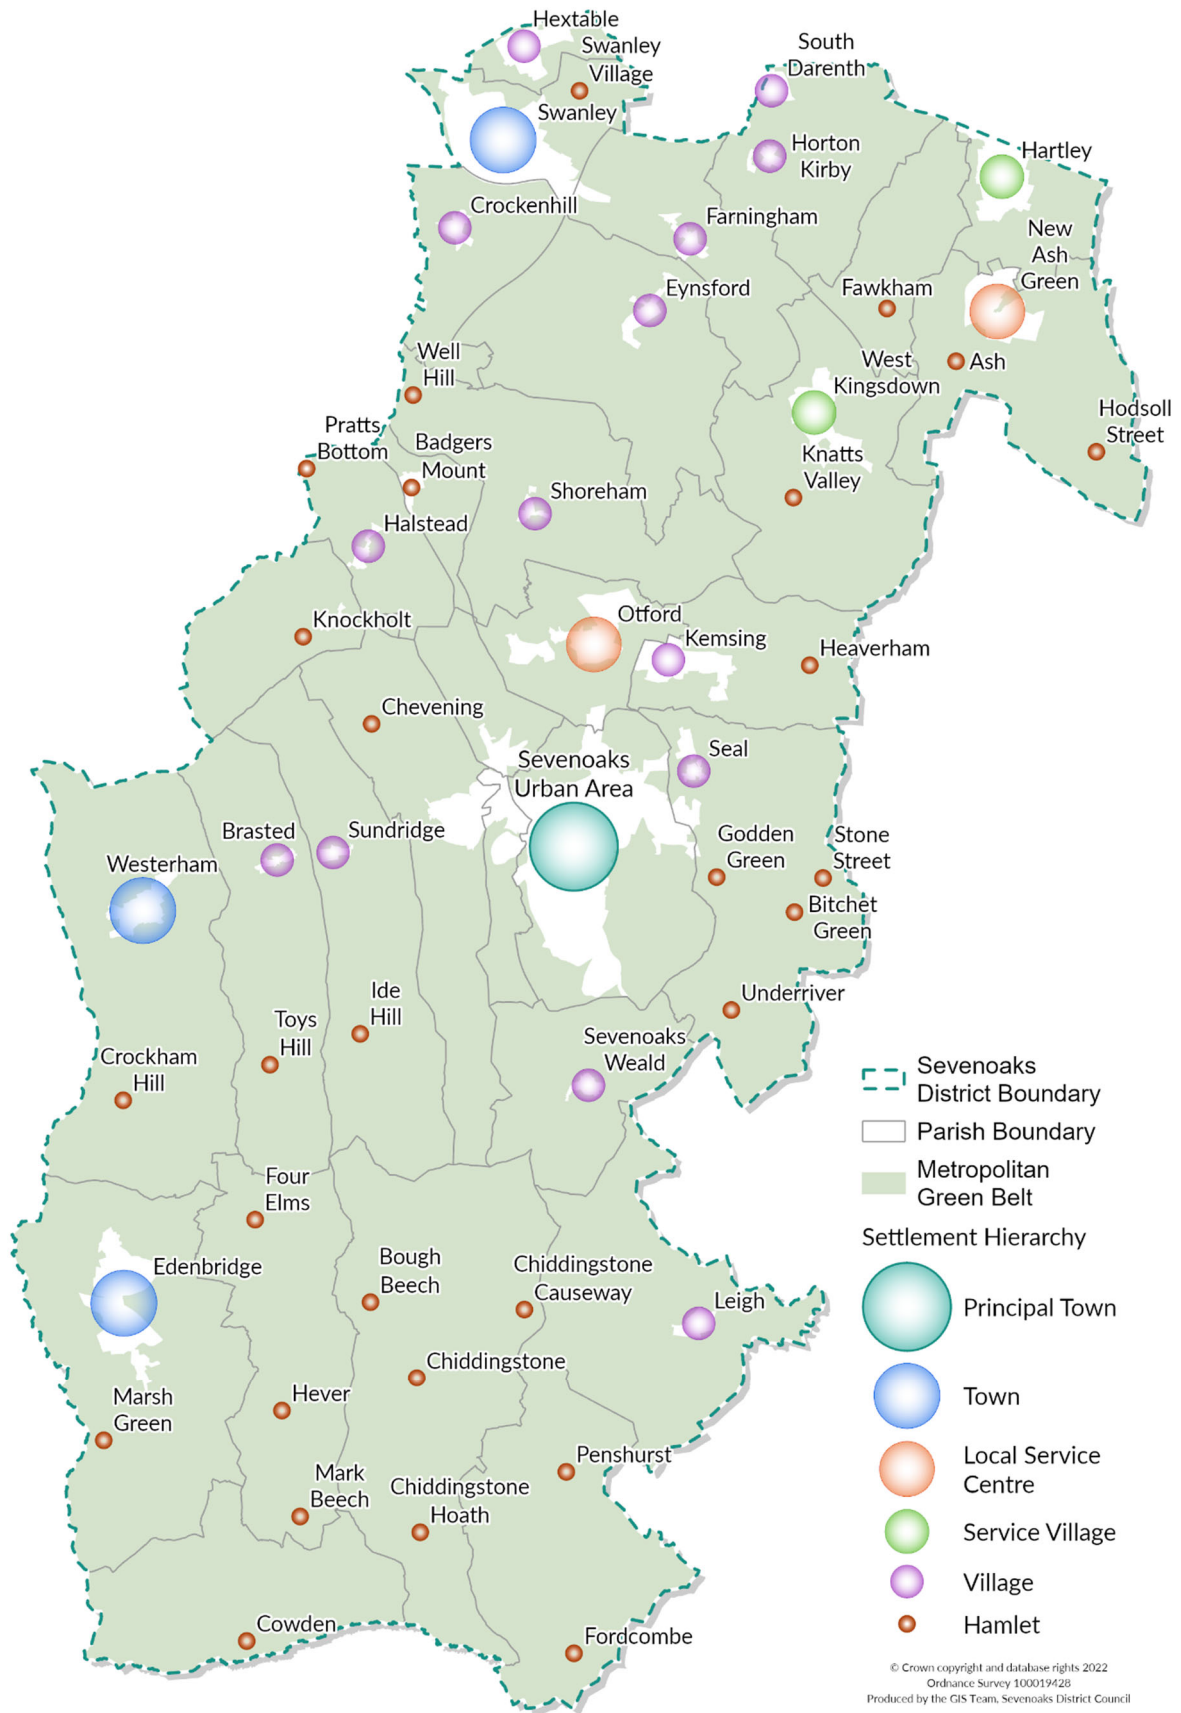 Hextable
Swanley
Village
Swanley
South
Darenth
Horton
Kirby
Hartley
Crockenhill
Farningham
New
Ash
Green
Eynsford
Fawkham
Well
Hill
West
Kingsdown
Ash
Hodsoll
Street
Pratts
Bottom
Badgers
Mount
Knatts
Valley
Shoreham
Halstead
Knockholt
Otford
Kemsing
Heaverham
Chevening
Sevenoaks
Urban Area
Seal
Brasted
Sundridge
Godden
Green
Stone
Street
Westerham
Bitchet
Green
Ide
Hill
Underriver
Toys
Hill
Sevenoaks
Weald
Crockham
Hill
Four
Elms
Edenbridge
Bough
Beech
Chiddingstone
Causeway
Leigh
Chiddingstone
Hever
Marsh
Green
Penshurst
Mark
Beech
Chiddingstone
Hoath
Cowden
Fordcombe
Sevenoaks
District Boundary
Parish Boundary
Metropolitan
Green Belt
Settlement Hierarchy
Principal Town
Town
Local Service
Centre
Service Village
Village
Hamlet
© Crown copyright and database rights 2022
Ordnance Survey 100019428
Produced by the GIS Team, Sevenoaks District Council